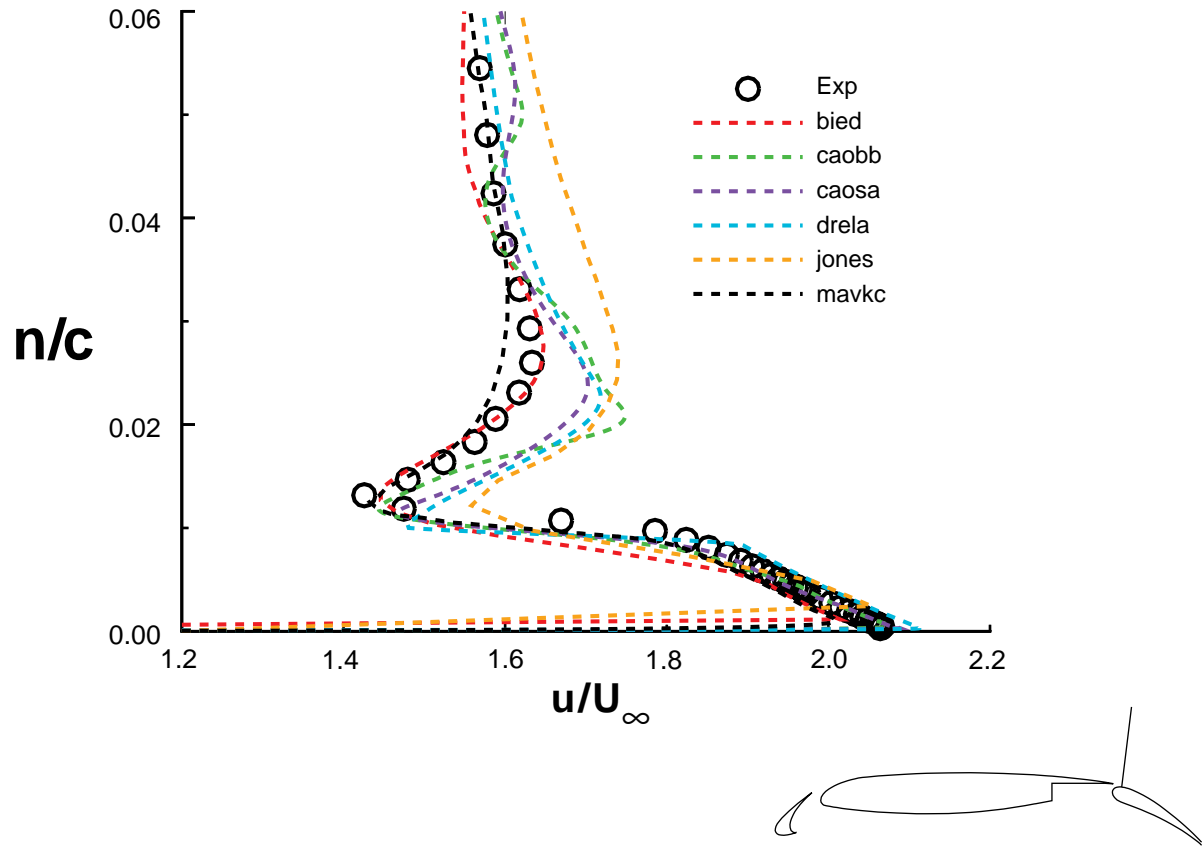 0.06
Exp
bied
caobb
0.04
caosa
drela
jones
mavkc
n/c
0.02
0.00
1.2 1.4 1.6 1.8 2.0 2.2
u/U∞